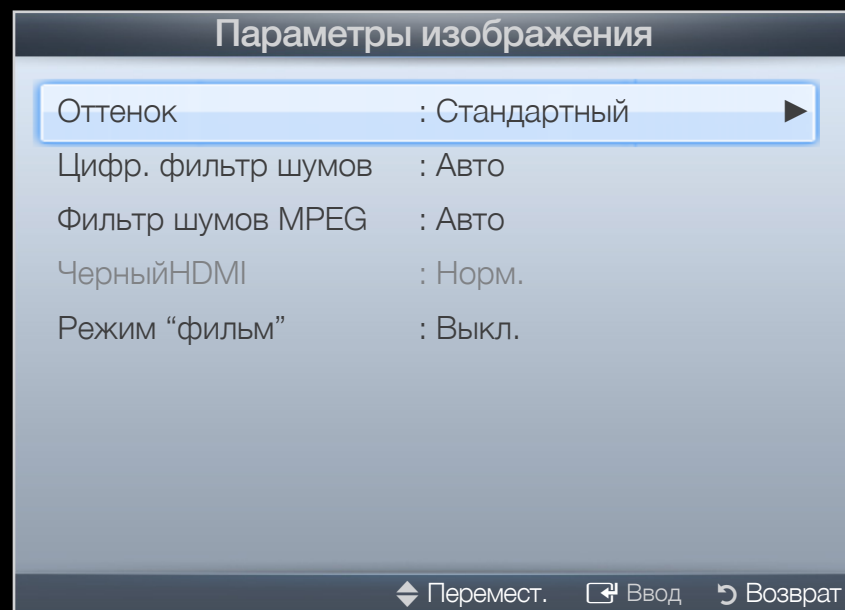 Параметры изображения
Оттенок : Стандартный ►
Цифр. фильтр шумов : Авто
Фильтр шумов MPEG : Авто
ЧерныйHDMI : Норм.
Режим “фильм” : Выкл.
Перемест. Ввод Возврат